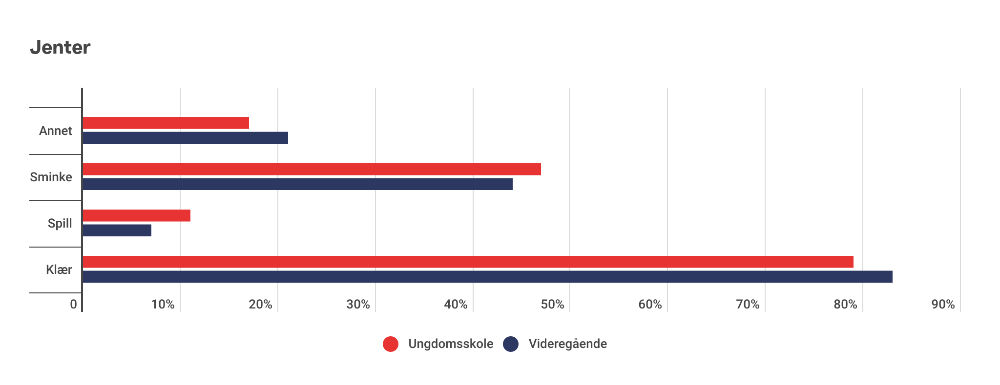 Jenter
Annet
Sminke
Spill
Klær
0 10% 20% 30% 40% 50% 60% 70% 80% 90%
Ungdomsskole Videregående